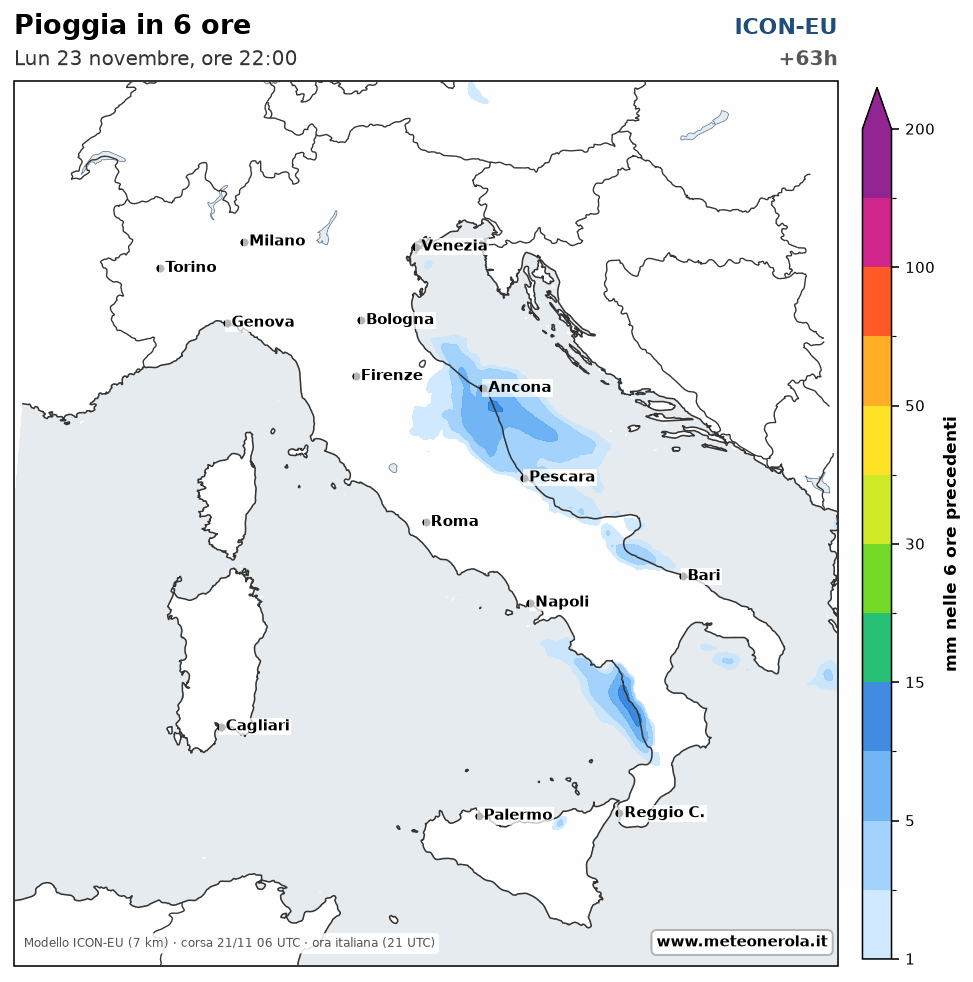 Pioggia in 6 ore
ICON-EU
Lun 23 novembre, ore 22:00
+63h
200
100
50
30
15
5
1
mm nelle 6 ore precedenti
Milano
Venezia
Torino
Genova
Bologna
Firenze
Ancona
Pescara
Roma
Bari
Napoli
Cagliari
Palermo
Reggio C.
Modello ICON-EU (7 km) · corsa 21/11 06 UTC · ora italiana (21 UTC)
www.meteonerola.it